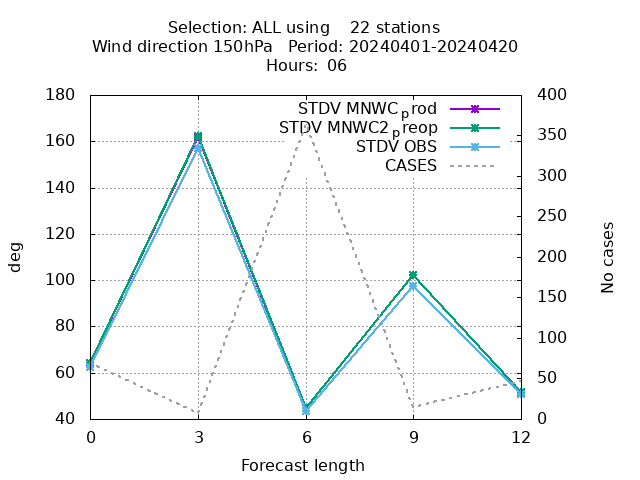 Selection: ALL using 22 stations
Wind direction 150hPa Period: 20240401-20240420
Hours: 06
STDV MNWCprod
STDV MNWC2preop
STDV OBS
CASES
180
160
140
120
100
80
60
40
400
350
300
250
200
150
100
50
0
deg
No cases
0 3 6 9 12
Forecast length